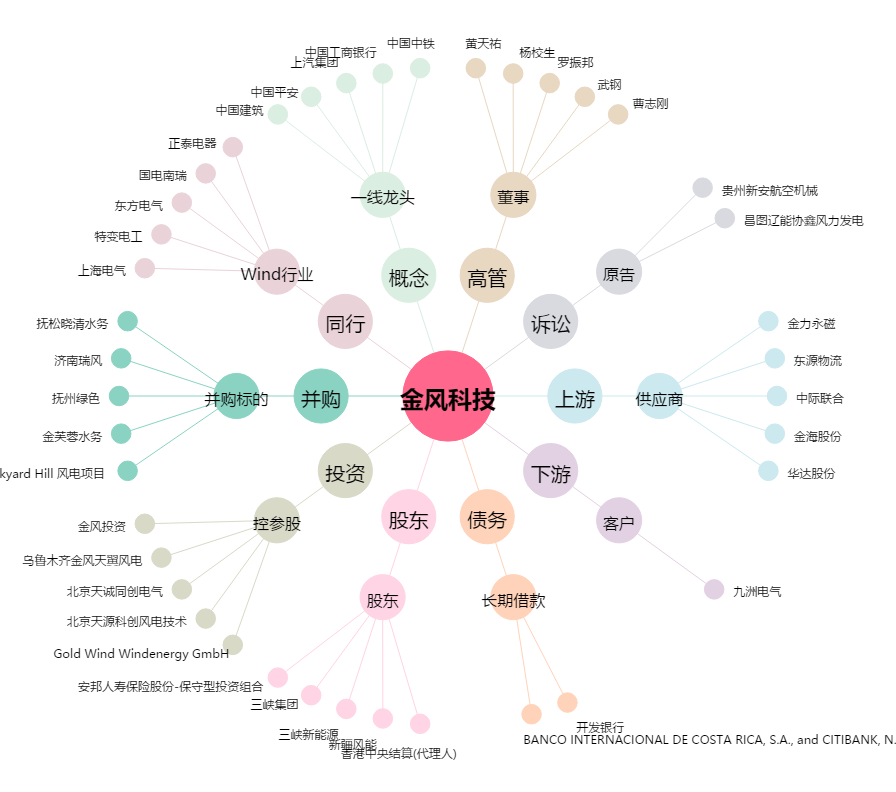 中国中铁
黄天祐
中国工商银行
杨校生
上汽集团
罗振邦
中国平安
武钢
中国建筑
曹志刚
正泰电器
国电南瑞
贵州新安航空机械
一线龙头
董事
东方电气
昌图辽能协鑫风力发电
特变电工
上海电气
Wind行业
概念
高管
原告
抚松晓清水务
同行
诉讼
金力永磁
济南瑞风
东源物流
抚州绿色
并购标的
并购
金风科技
上游
供应商
中际联合
金芙蓉水务
金海股份
kyard Hill 风电项目
投资
下游
华达股份
金风投资
控参股
股东
债务
客户
乌鲁木齐金风天翼风电
北京天诚同创电气
九洲电气
股东
长期借款
北京天源科创风电技术
Gold Wind Windenergy GmbH
安邦人寿保险股份-保守型投资组合
三峡集团
三峡新能源
开发银行
新疆风能
BANCO INTERNACIONAL DE COSTA RICA, S.A., and CITIBANK, N.
香港中央结算(代理人)